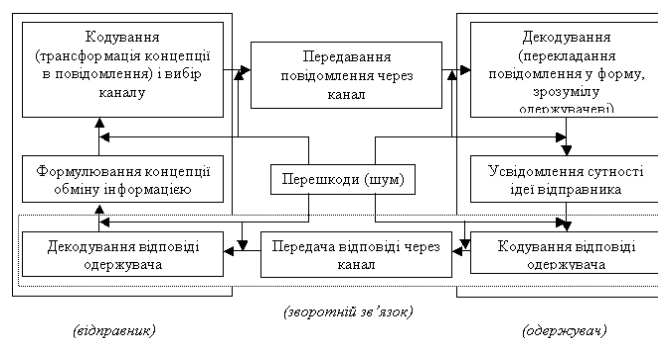 Кодування
(трансформація концепції
в повідомлення) і вибір
каналу
Передавання
повідомлення через
канал
Декодування
(перекладання
повідомлення у форму,
зрозумілу
одержувачеві)
Формулювання концепції
обміну інформацією
Перешкоди (шум)
Усвідомлення сутності
ідеї відправника
Декодування відповіді
одержувача
Передача відповіді через
канал
Кодування відповіді
одержувача
(зворотній зв’язок)
(відправник)
(одержувач)